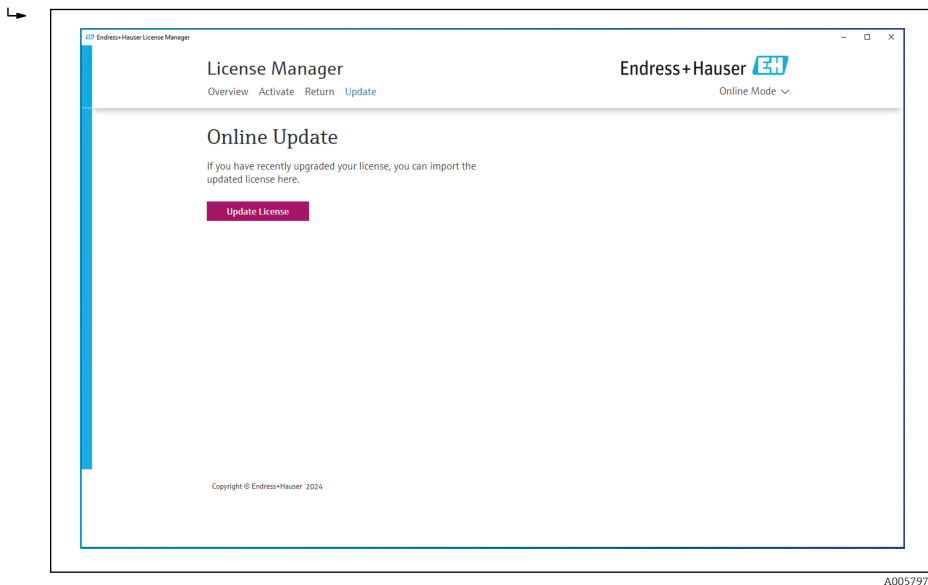 Endress+Hauser License Manager
License Manager
Endress+Hauser EH
Overview Activate Return Update
Online Mode
Online Update
If you have recently upgraded your license, you can import the
updated license here.
Update License
Copyright © Endress+Hauser 2024
A005797